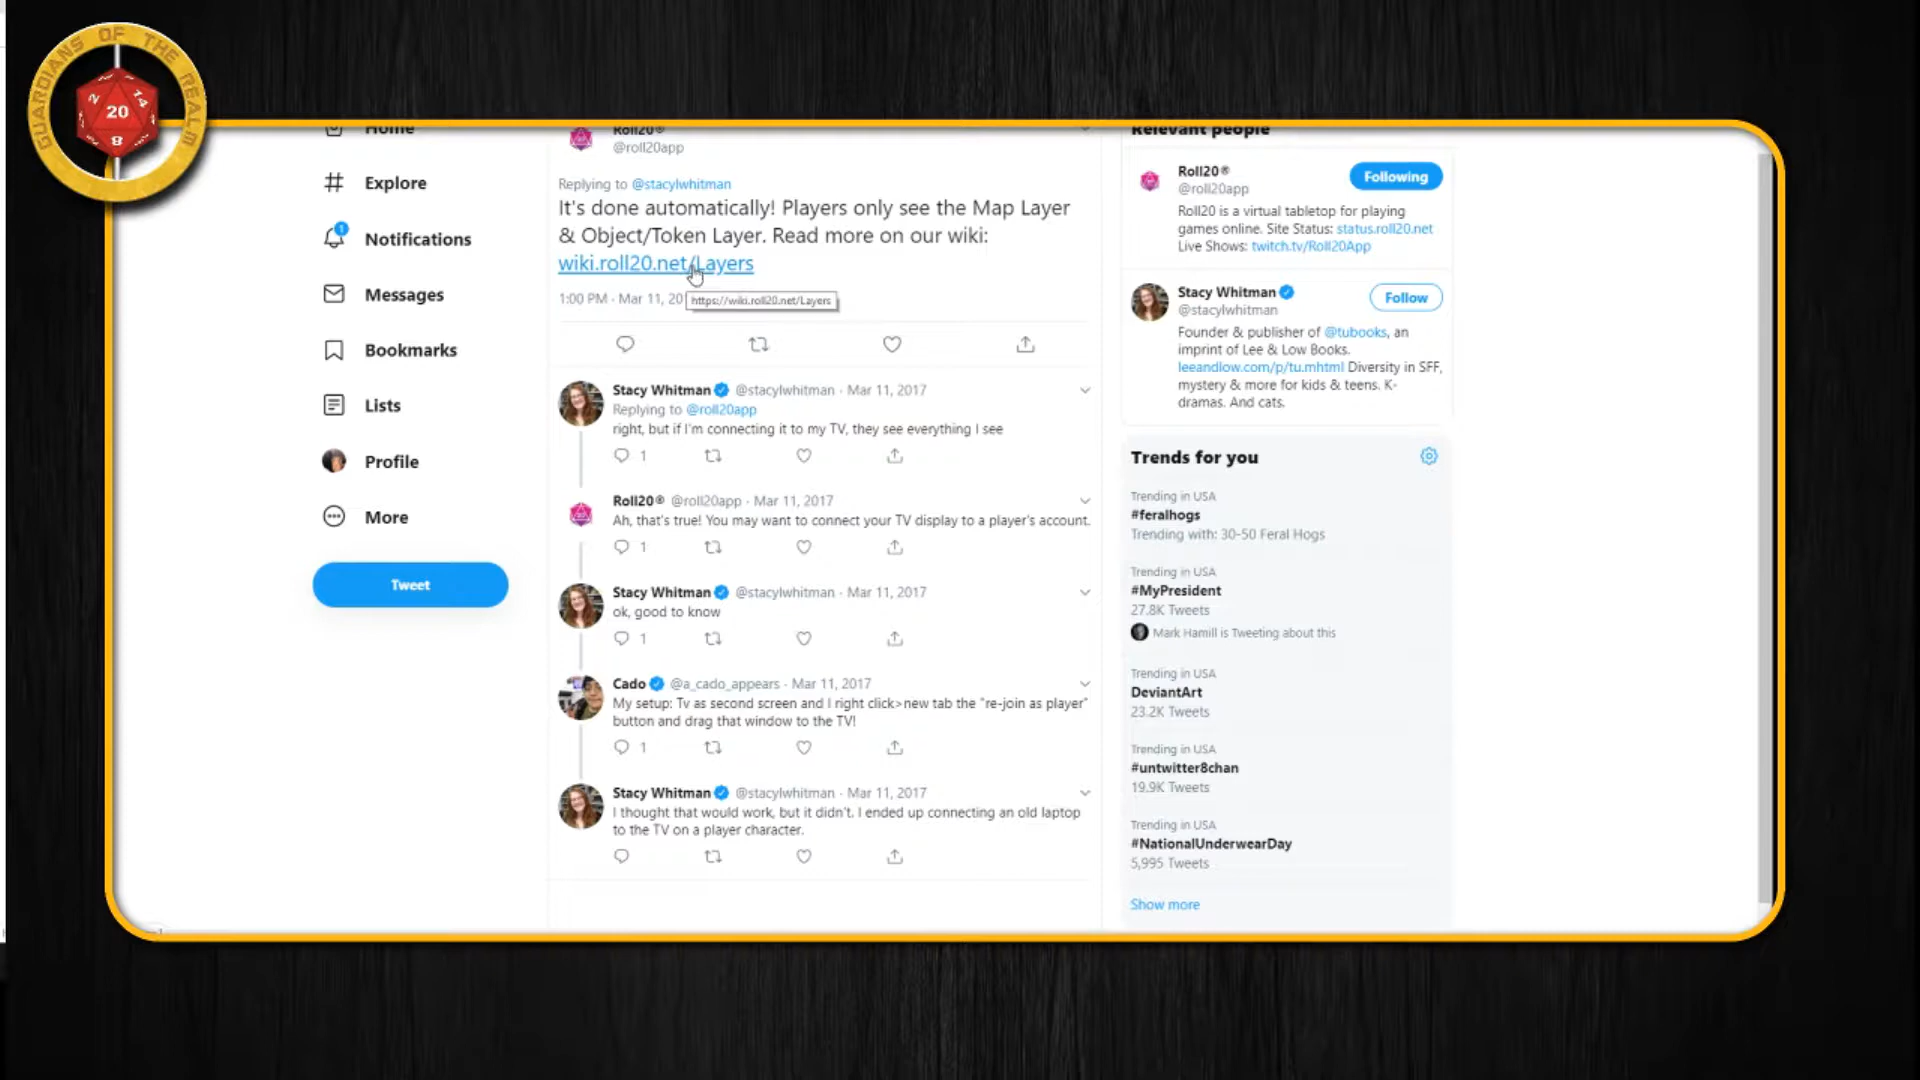 GUARDIANS OF THE REALM
20
2
14
8
Home
Explore
1
Notifications
Messages
Bookmarks
Lists
Profile
More
Tweet
Roll20®
@roll20app
Replying to @stacylwhitman
It's done automatically! Players only see the Map Layer
& Object/Token Layer. Read more on our wiki:
wiki.roll20.net/Layers
1:00 PM · Mar 11, 20
https://wiki.roll20.net/Layers
Stacy Whitman @stacylwhitman · Mar 11, 2017
Replying to @roll20app
right, but if I'm connecting it to my TV, they see everything I see
1
Roll20® @roll20app · Mar 11, 2017
Ah, that's true! You may want to connect your TV display to a player's account.
1
Stacy Whitman @stacylwhitman · Mar 11, 2017
ok, good to know
1
Cado @a_cado_appears · Mar 11, 2017
My setup: Tv as second screen and I right click>new tab the "re-join as player"
button and drag that window to the TV!
1
Stacy Whitman @stacylwhitman · Mar 11, 2017
I thought that would work, but it didn't. I ended up connecting an old laptop
to the TV on a player character.
Relevant people
Roll20®
@roll20app
Following
Roll20 is a virtual tabletop for playing
games online. Site Status: status.roll20.net
Live Shows: twitch.tv/Roll20App
Stacy Whitman
@stacylwhitman
Follow
Founder & publisher of @tubooks, an
imprint of Lee & Low Books.
leeandlow.com/p/tu.mhtml Diversity in SFF,
mystery & more for kids & teens. K-
dramas. And cats.
Trends for you
Trending in USA
#feralhogs
Trending with: 30-50 Feral Hogs
Trending in USA
#MyPresident
27.8K Tweets
Mark Hamill is Tweeting about this
Trending in USA
DeviantArt
23.2K Tweets
Trending in USA
#untwitter8chan
19.9K Tweets
Trending in USA
#NationalUnderwearDay
5,995 Tweets
Show more